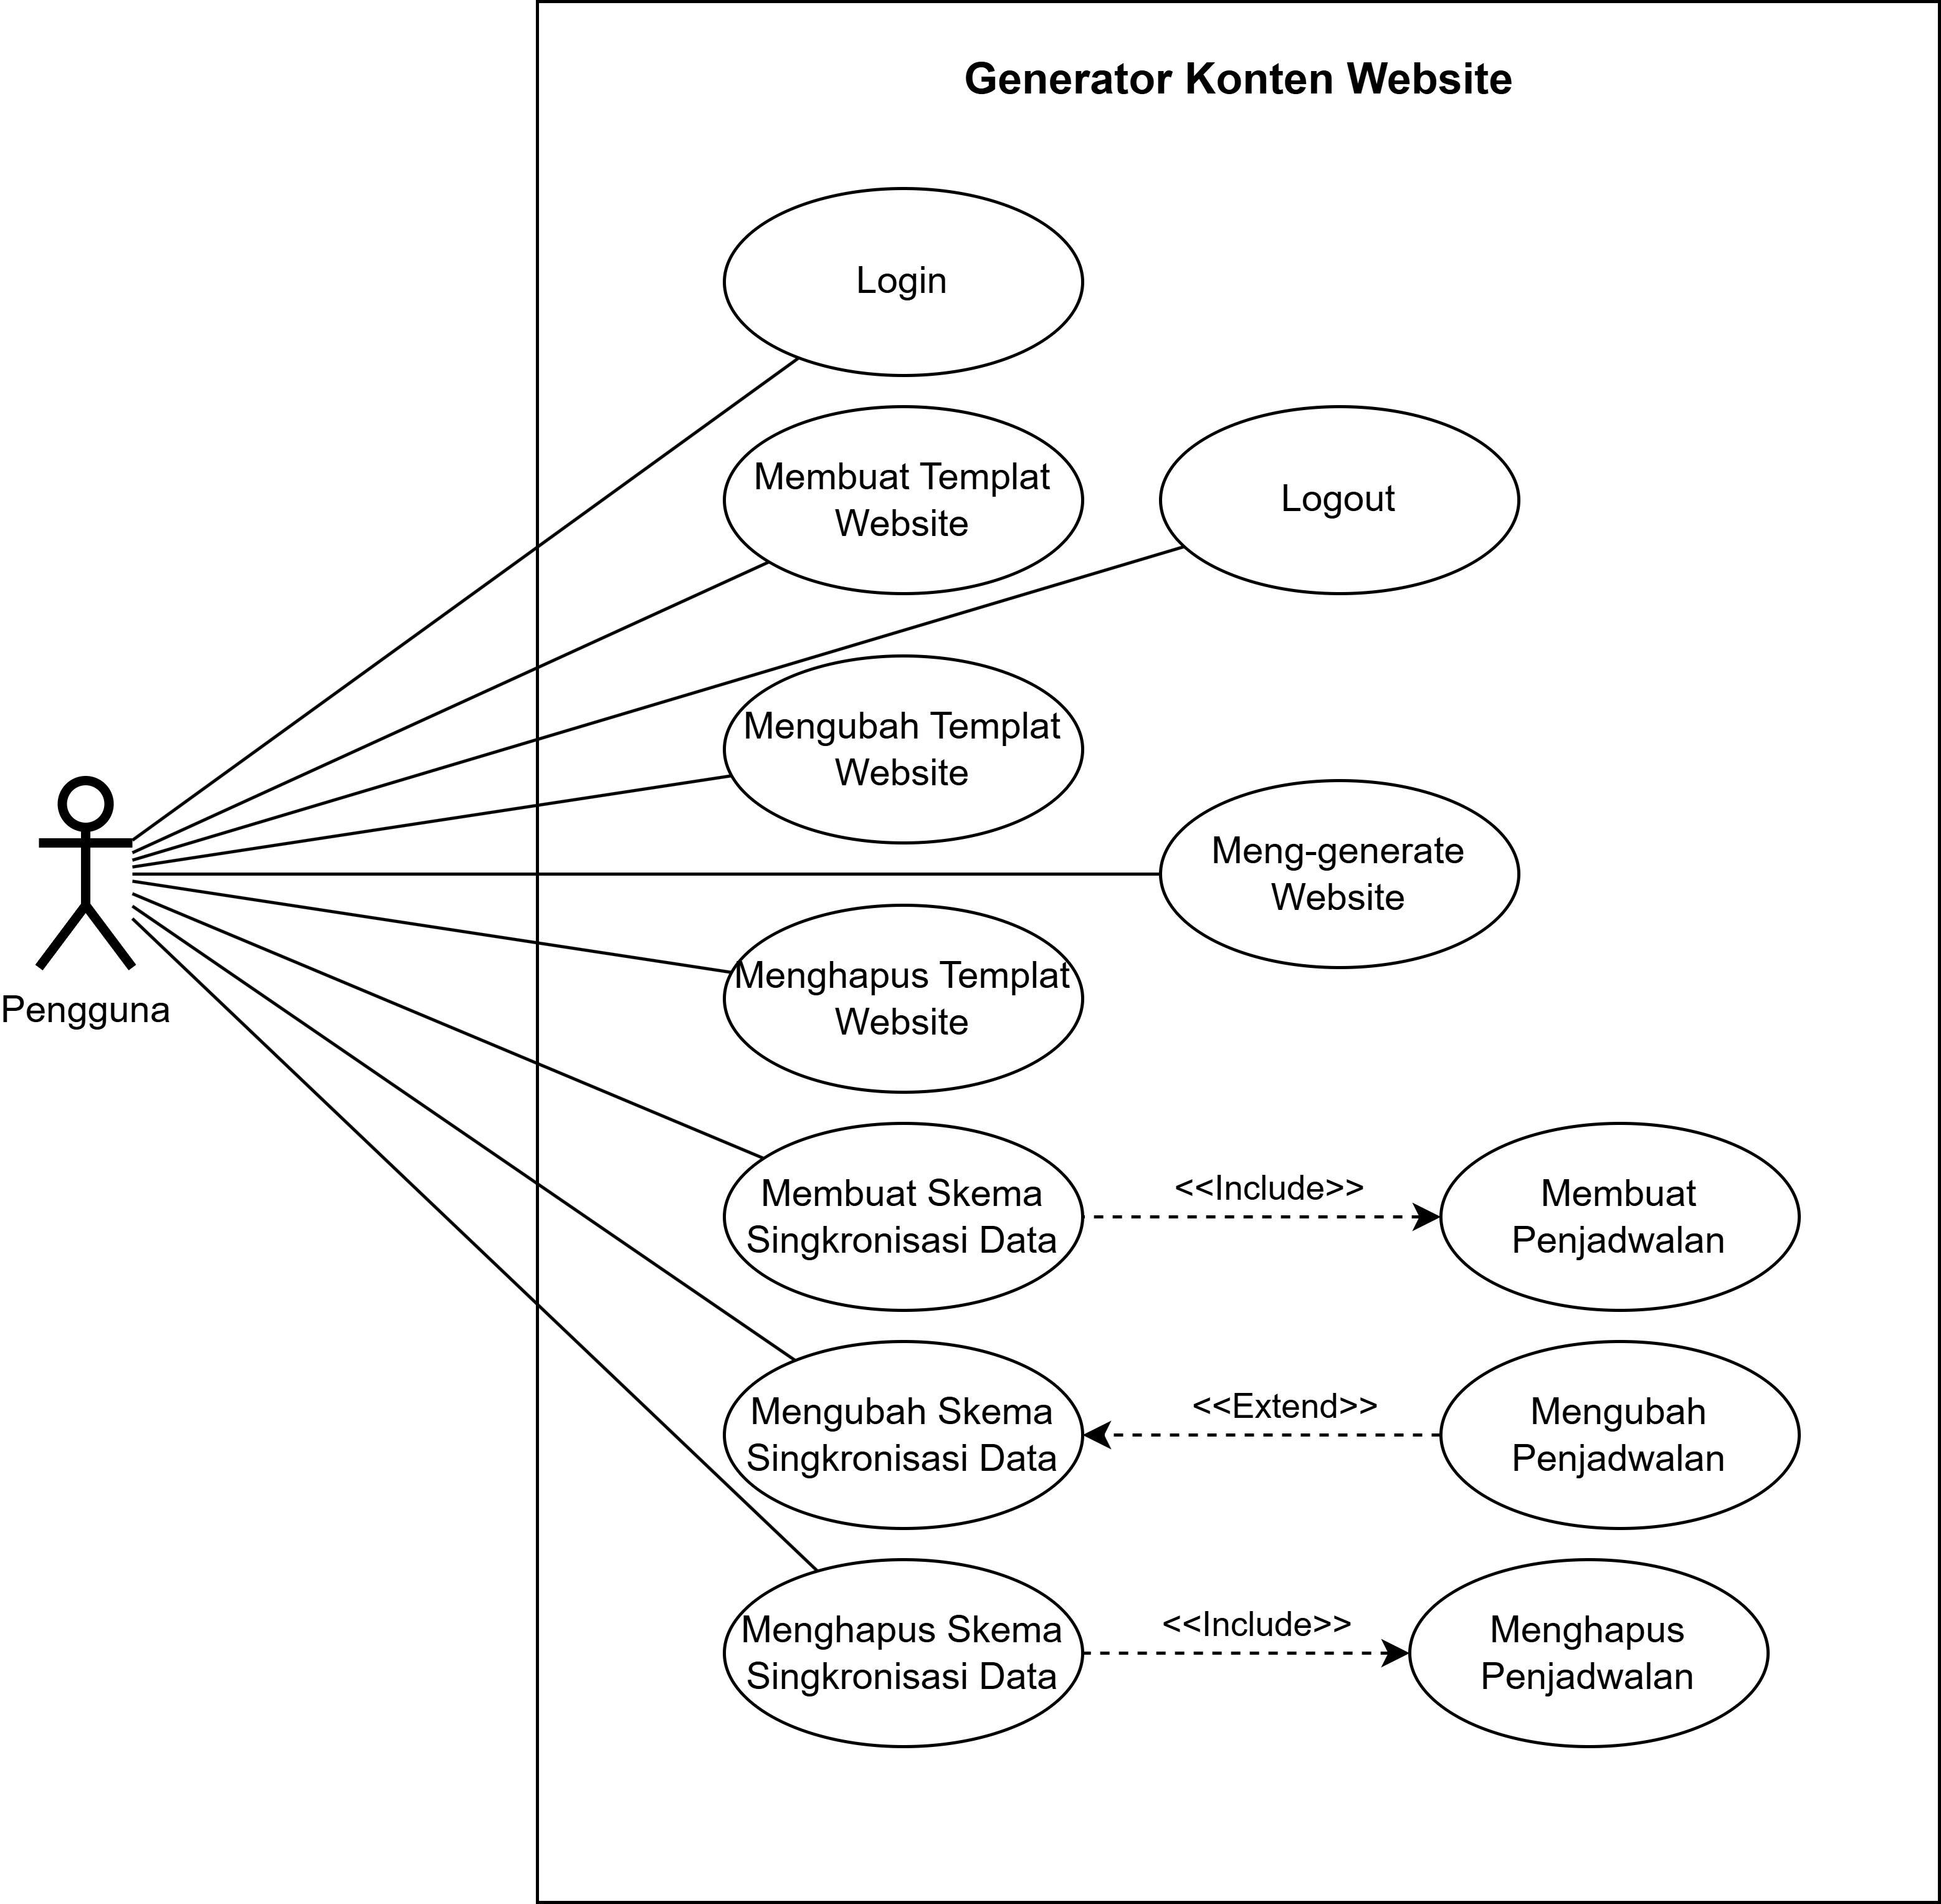 Generator Konten Website
Login
Membuat Templat
Website
Logout
Mengubah Templat
Website
Meng-generate
Website
Menghapus Templat
Website
Pengguna
Membuat Skema
Singkronisasi Data
<<Include>>
Membuat
Penjadwalan
Mengubah Skema
Singkronisasi Data
<<Extend>>
Mengubah
Penjadwalan
Menghapus Skema
Singkronisasi Data
<<Include>>
Menghapus
Penjadwalan